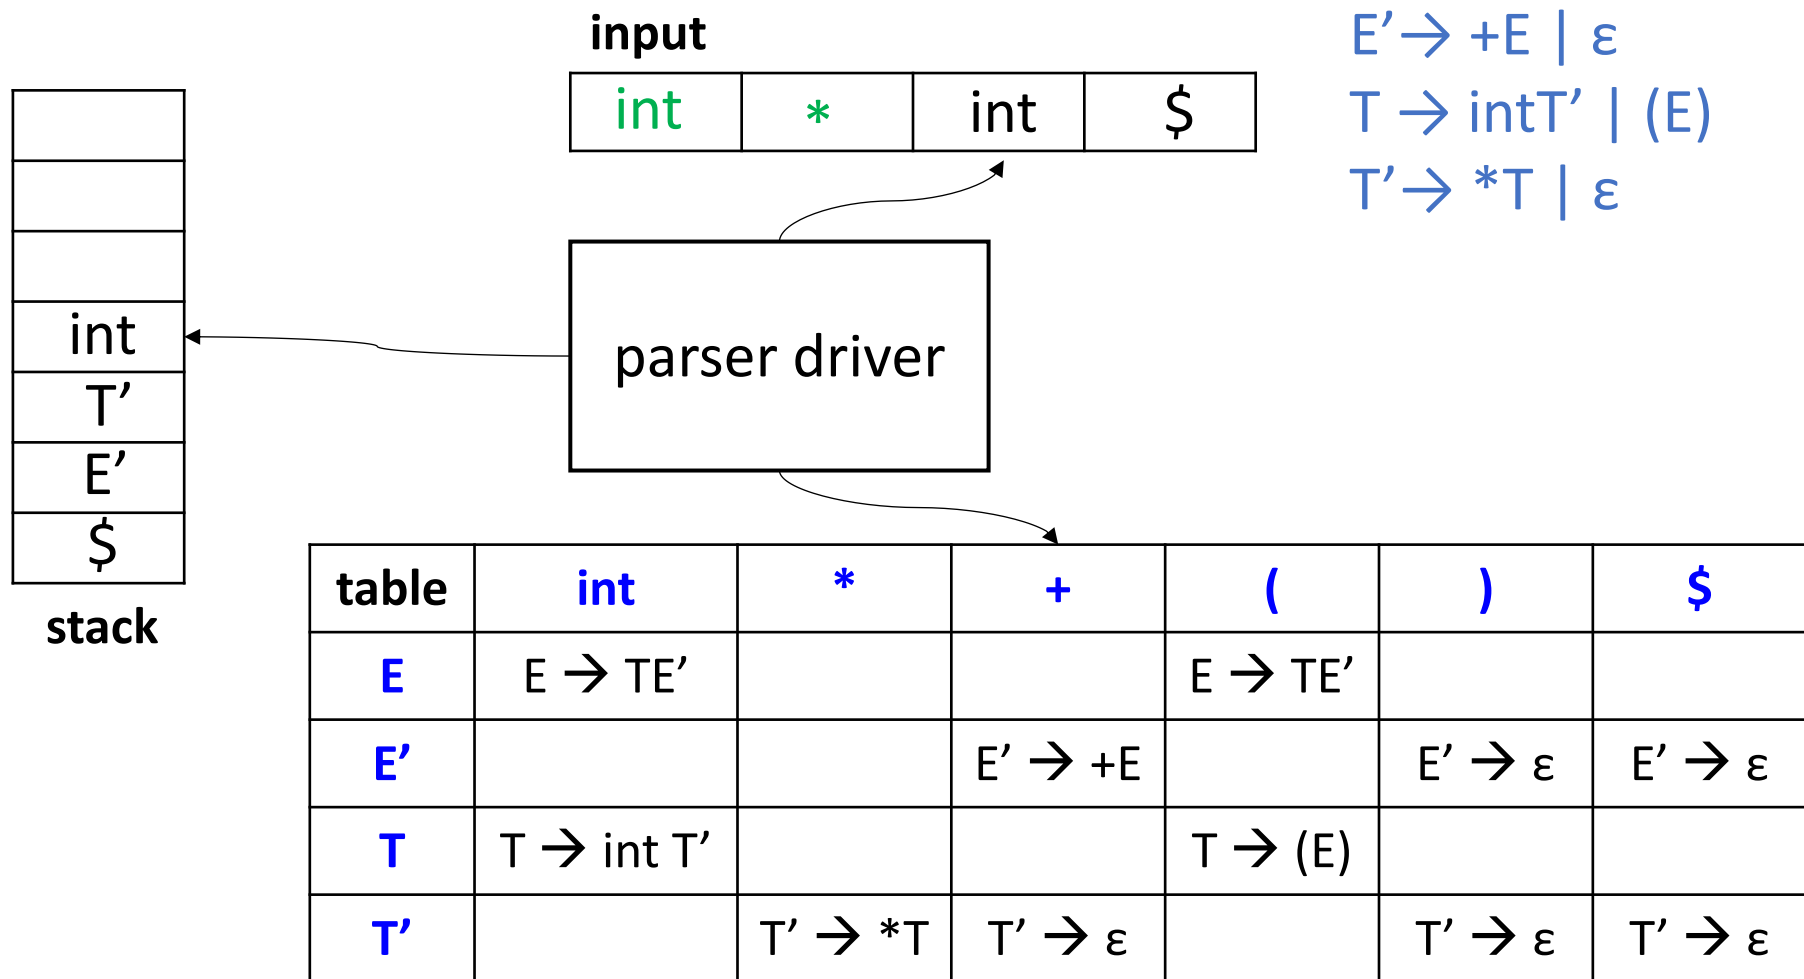 input
int * int $
E’→ +E | ε
T → intT’ | (E)
T’→ *T | ε
int
T’
E’
$
stack
parser driver
table int * + ( ) $
E E → TE’ E → TE’
E’ E’ → +E E’ → ε E’ → ε
T T → int T’ T → (E)
T’ T’ → *T T’ → ε T’ → ε T’ → ε